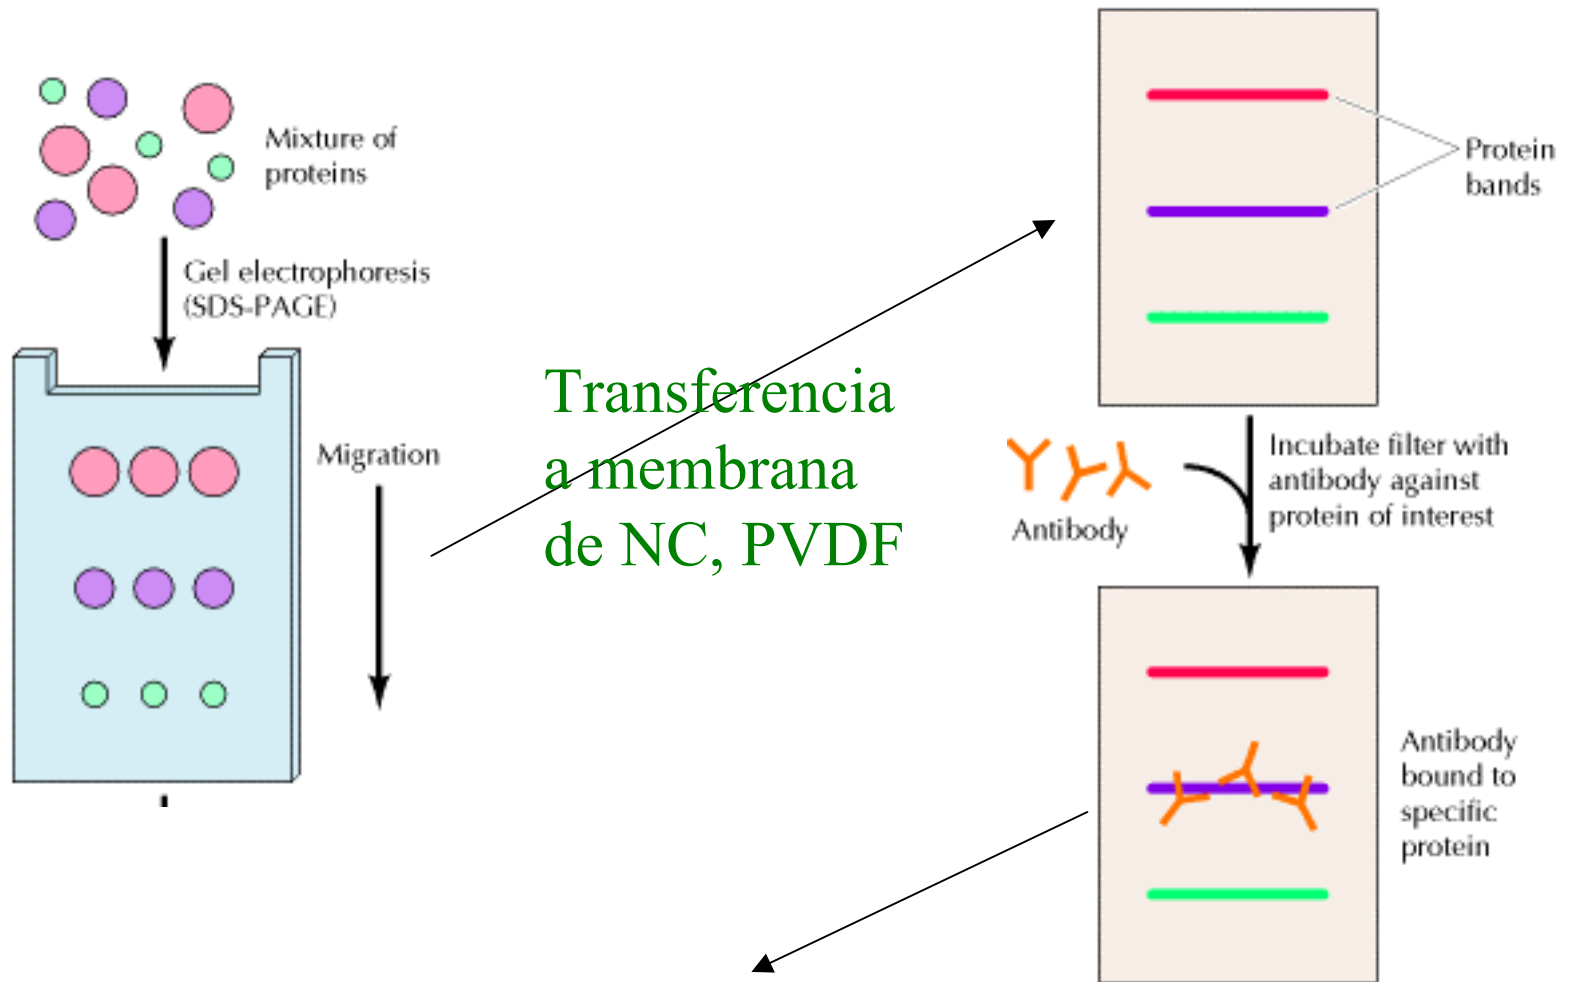 Mixture of
proteins
Gel electrophoresis
(SDS-PAGE)
Migration
Transferencia
a membrana
de NC, PVDF
Protein
bands
Incubate filter with
antibody against
protein of interest
Antibody
Antibody
bound to
specific
protein